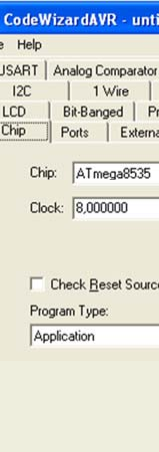 CodeWizardAVR - unti
Help
USART Analog Comparator
I2C 1 Wire
LCD Bit-Banged
Chip Ports Externa
Chip: ATmega8535
Clock: 8,000000
Check Reset Source
Program Type:
Application